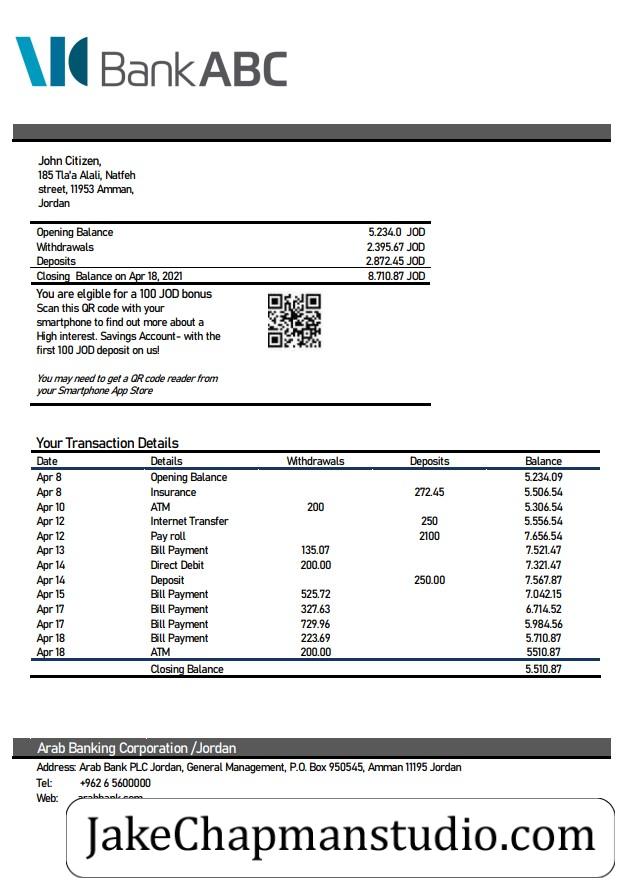 Bank ABC
John Citizen,
185 Tla'a Alali, Natfeh
street, 11953 Amman,
Jordan
Opening Balance 5.234.0 JOD
Withdrawals 2.395.67 JOD
Deposits 2.872.45 JOD
Closing Balance on Apr 18, 2021 8.710.87 JOD
You are elgible for a 100 JOD bonus
Scan this QR code with your
smartphone to find out more about a
High interest. Savings Account- with the
first 100 JOD deposit on us!
You may need to get a QR code reader from
your Smartphone App Store
Your Transaction Details
Date Details Withdrawals Deposits Balance
Apr 8 Opening Balance 5.234.09
Apr 8 Insurance 272.45 5.506.54
Apr 10 ATM 200 5.306.54
Apr 12 Internet Transfer 250 5.556.54
Apr 12 Pay roll 2100 7.656.54
Apr 13 Bill Payment 135.07 7.521.47
Apr 14 Direct Debit 200.00 7.321.47
Apr 14 Deposit 250.00 7.567.87
Apr 15 Bill Payment 525.72 7.042.15
Apr 17 Bill Payment 327.63 6.714.52
Apr 17 Bill Payment 729.96 5.984.56
Apr 18 Bill Payment 223.69 5.710.87
Apr 18 ATM 200.00 5510.87
Closing Balance 5.510.87
Arab Banking Corporation /Jordan
Address: Arab Bank PLC Jordan, General Management, P.O. Box 950545, Amman 11195 Jordan
Tel: +962 6 5600000
Web: arabbank.com
JakeChapmanstudio.com